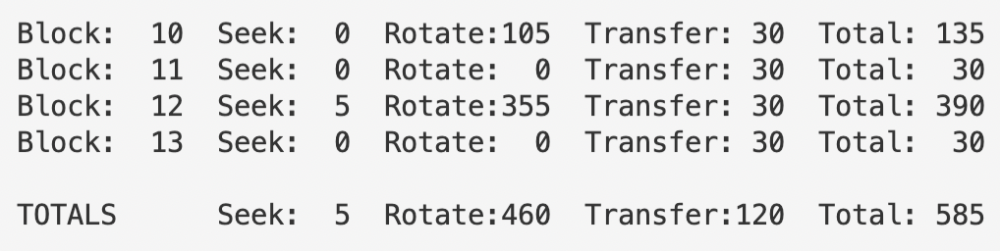 Block:  10  Seek:  0  Rotate:105  Transfer: 30  Total: 135
Block:  11  Seek:  0  Rotate:  0  Transfer: 30  Total:  30
Block:  12  Seek:  5  Rotate:355  Transfer: 30  Total: 390
Block:  13  Seek:  0  Rotate:  0  Transfer: 30  Total:  30
TOTALS      Seek:  5  Rotate:460  Transfer:120  Total: 585